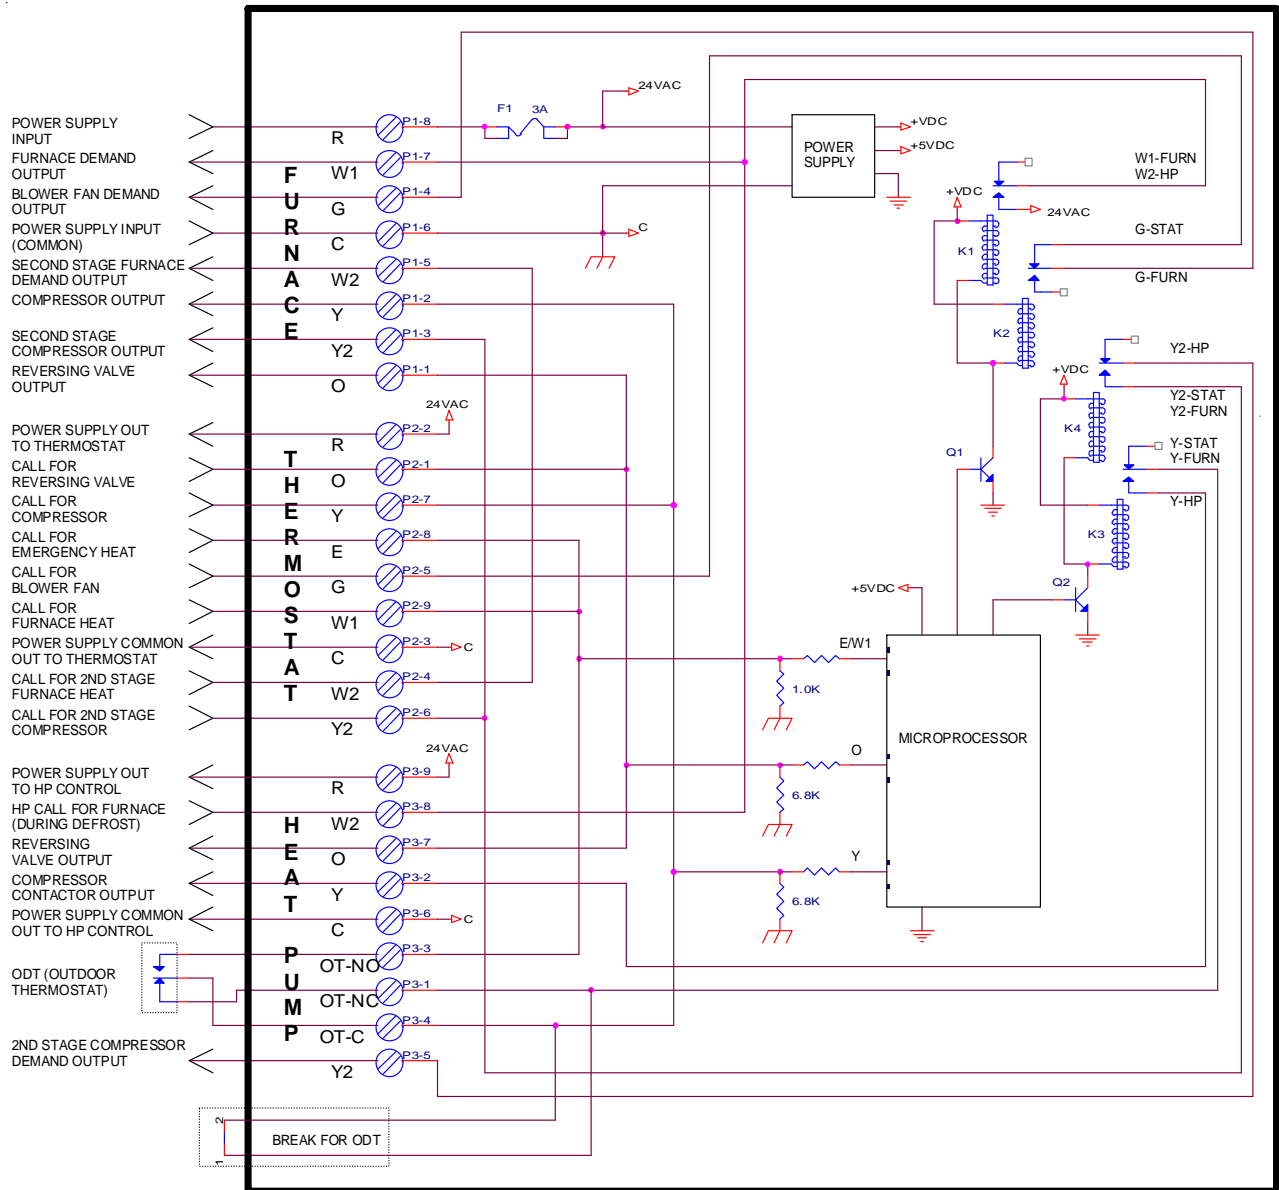 POWER SUPPLY
INPUT
R
P1-8
F1
3A
24VAC
FURNACE DEMAND
OUTPUT
W1
P1-7
BLOWER FAN DEMAND
OUTPUT
G
P1-4
POWER SUPPLY INPUT
(COMMON)
C
P1-6
C
SECOND STAGE FURNACE
DEMAND OUTPUT
W2
P1-5
COMPRESSOR OUTPUT
Y
P1-2
SECOND STAGE
COMPRESSOR OUTPUT
Y2
P1-3
REVERSING VALVE
OUTPUT
O
P1-1
FURNACE
POWER
SUPPLY
+VDC
+5VDC
W1-FURN
W2-HP
+VDC
24VAC
K1
G-STAT
G-FURN
K2
Y2-HP
+VDC
Y2-STAT
Y2-FURN
K4
Y-STAT
Y-FURN
Y-HP
K3
Q1
Q2
POWER SUPPLY OUT
TO THERMOSTAT
R
P2-2
24VAC
CALL FOR
REVERSING VALVE
O
P2-1
CALL FOR
COMPRESSOR
Y
P2-7
CALL FOR
EMERGENCY HEAT
E
P2-8
CALL FOR
BLOWER FAN
G
P2-5
CALL FOR
FURNACE HEAT
W1
P2-9
POWER SUPPLY COMMON
OUT TO THERMOSTAT
C
P2-3
C
CALL FOR 2ND STAGE
FURNACE HEAT
W2
P2-4
CALL FOR 2ND STAGE
COMPRESSOR
Y2
P2-6
THERMOSTAT
+5VDC
E/W1
1.0K
MICROPROCESSOR
O
6.8K
Y
6.8K
POWER SUPPLY OUT
TO HP CONTROL
R
P3-9
24VAC
HP CALL FOR FURNACE
(DURING DEFROST)
W2
P3-8
REVERSING
VALVE OUTPUT
O
P3-7
COMPRESSOR
CONTACTOR OUTPUT
Y
P3-2
POWER SUPPLY COMMON
OUT TO HP CONTROL
C
P3-6
C
OT-NO
P3-3
ODT (OUTDOOR
THERMOSTAT)
OT-NC
P3-1
OT-C
P3-4
2ND STAGE COMPRESSOR
DEMAND OUTPUT
Y2
P3-5
HEAT PUMP
2
BREAK FOR ODT
1